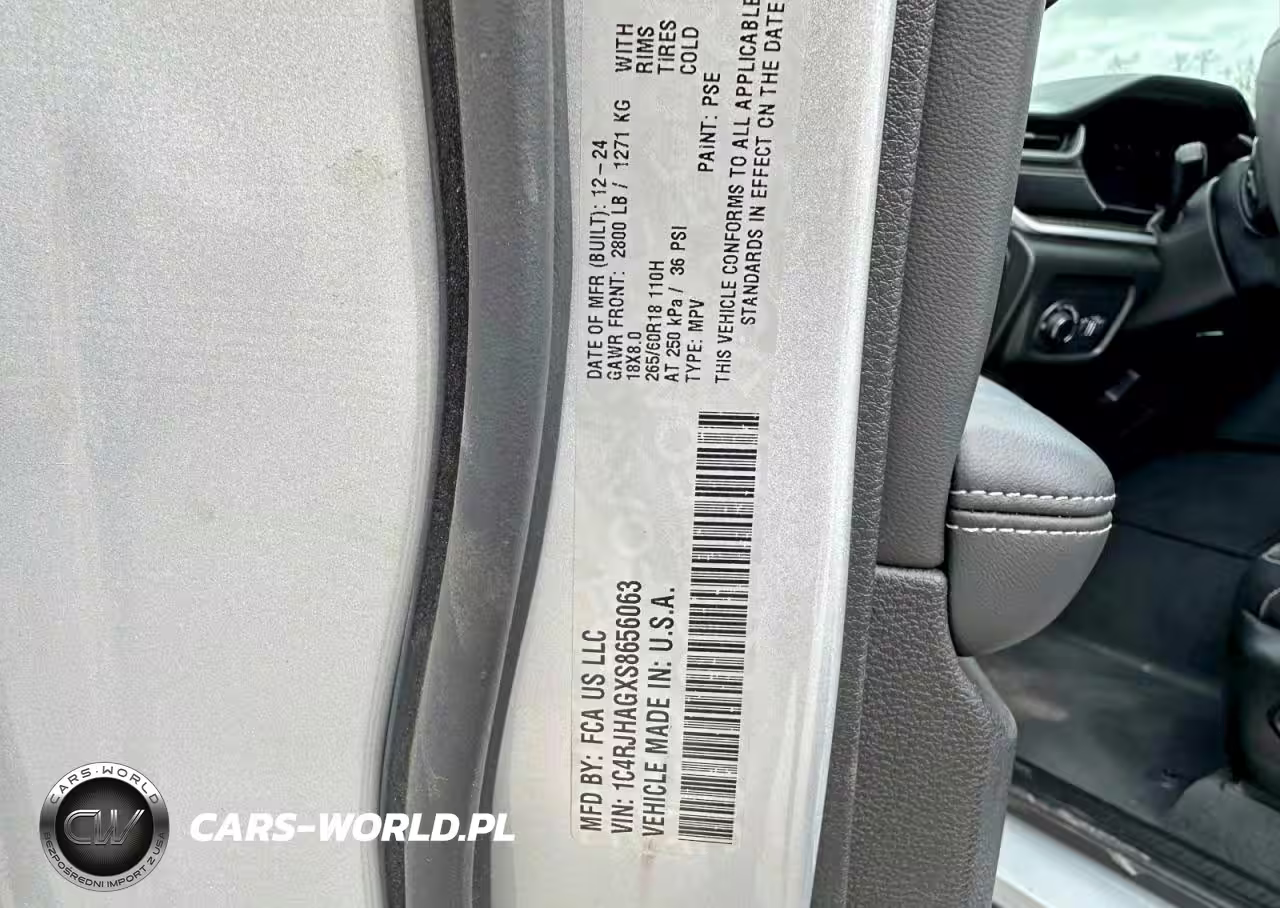 MFD BY: FCA US LLC
VIN: 1C4RJHAGXS8656063
VEHICLE MADE IN: U.S.A.
DATE OF MFR (BUILT): 12-24
GAWR FRONT: 2800 LB / 1271 KG WITH
18X8.0 RIMS
265/60R18 110H TIRES
AT 250 kPa / 36 PSI COLD
TYPE: MPV PAINT: PSE
THIS VEHICLE CONFORMS TO ALL APPLICABLE
STANDARDS IN EFFECT ON THE DATE
CARS-WORLD
CW
BEZPOŚREDNI IMPORT Z USA
CARS-WORLD.PL